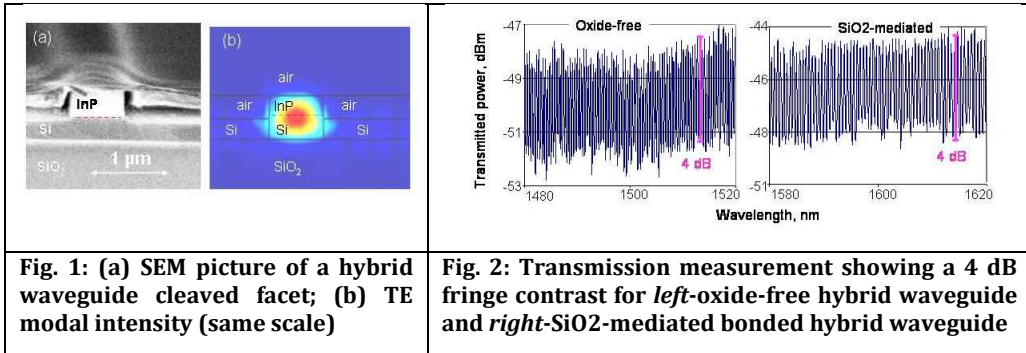 (a)
InP
Si
SiO
1 µm
(b)
air
air
InP
air
Si
Si
Si
SiO₂
-47
-49
-51
-53
1480
1500
1520
Oxide-free
4 dB
Transmitted power, dBm
-44
-46
-48
-51
1580
1600
1620
SiO2-mediated
4 dB
Wavelength, nm
Fig. 1: (a) SEM picture of a hybrid
waveguide cleaved facet; (b) TE
modal intensity (same scale)
Fig. 2: Transmission measurement showing a 4 dB
fringe contrast for left-oxide-free hybrid waveguide
and right-SiO2-mediated bonded hybrid waveguide